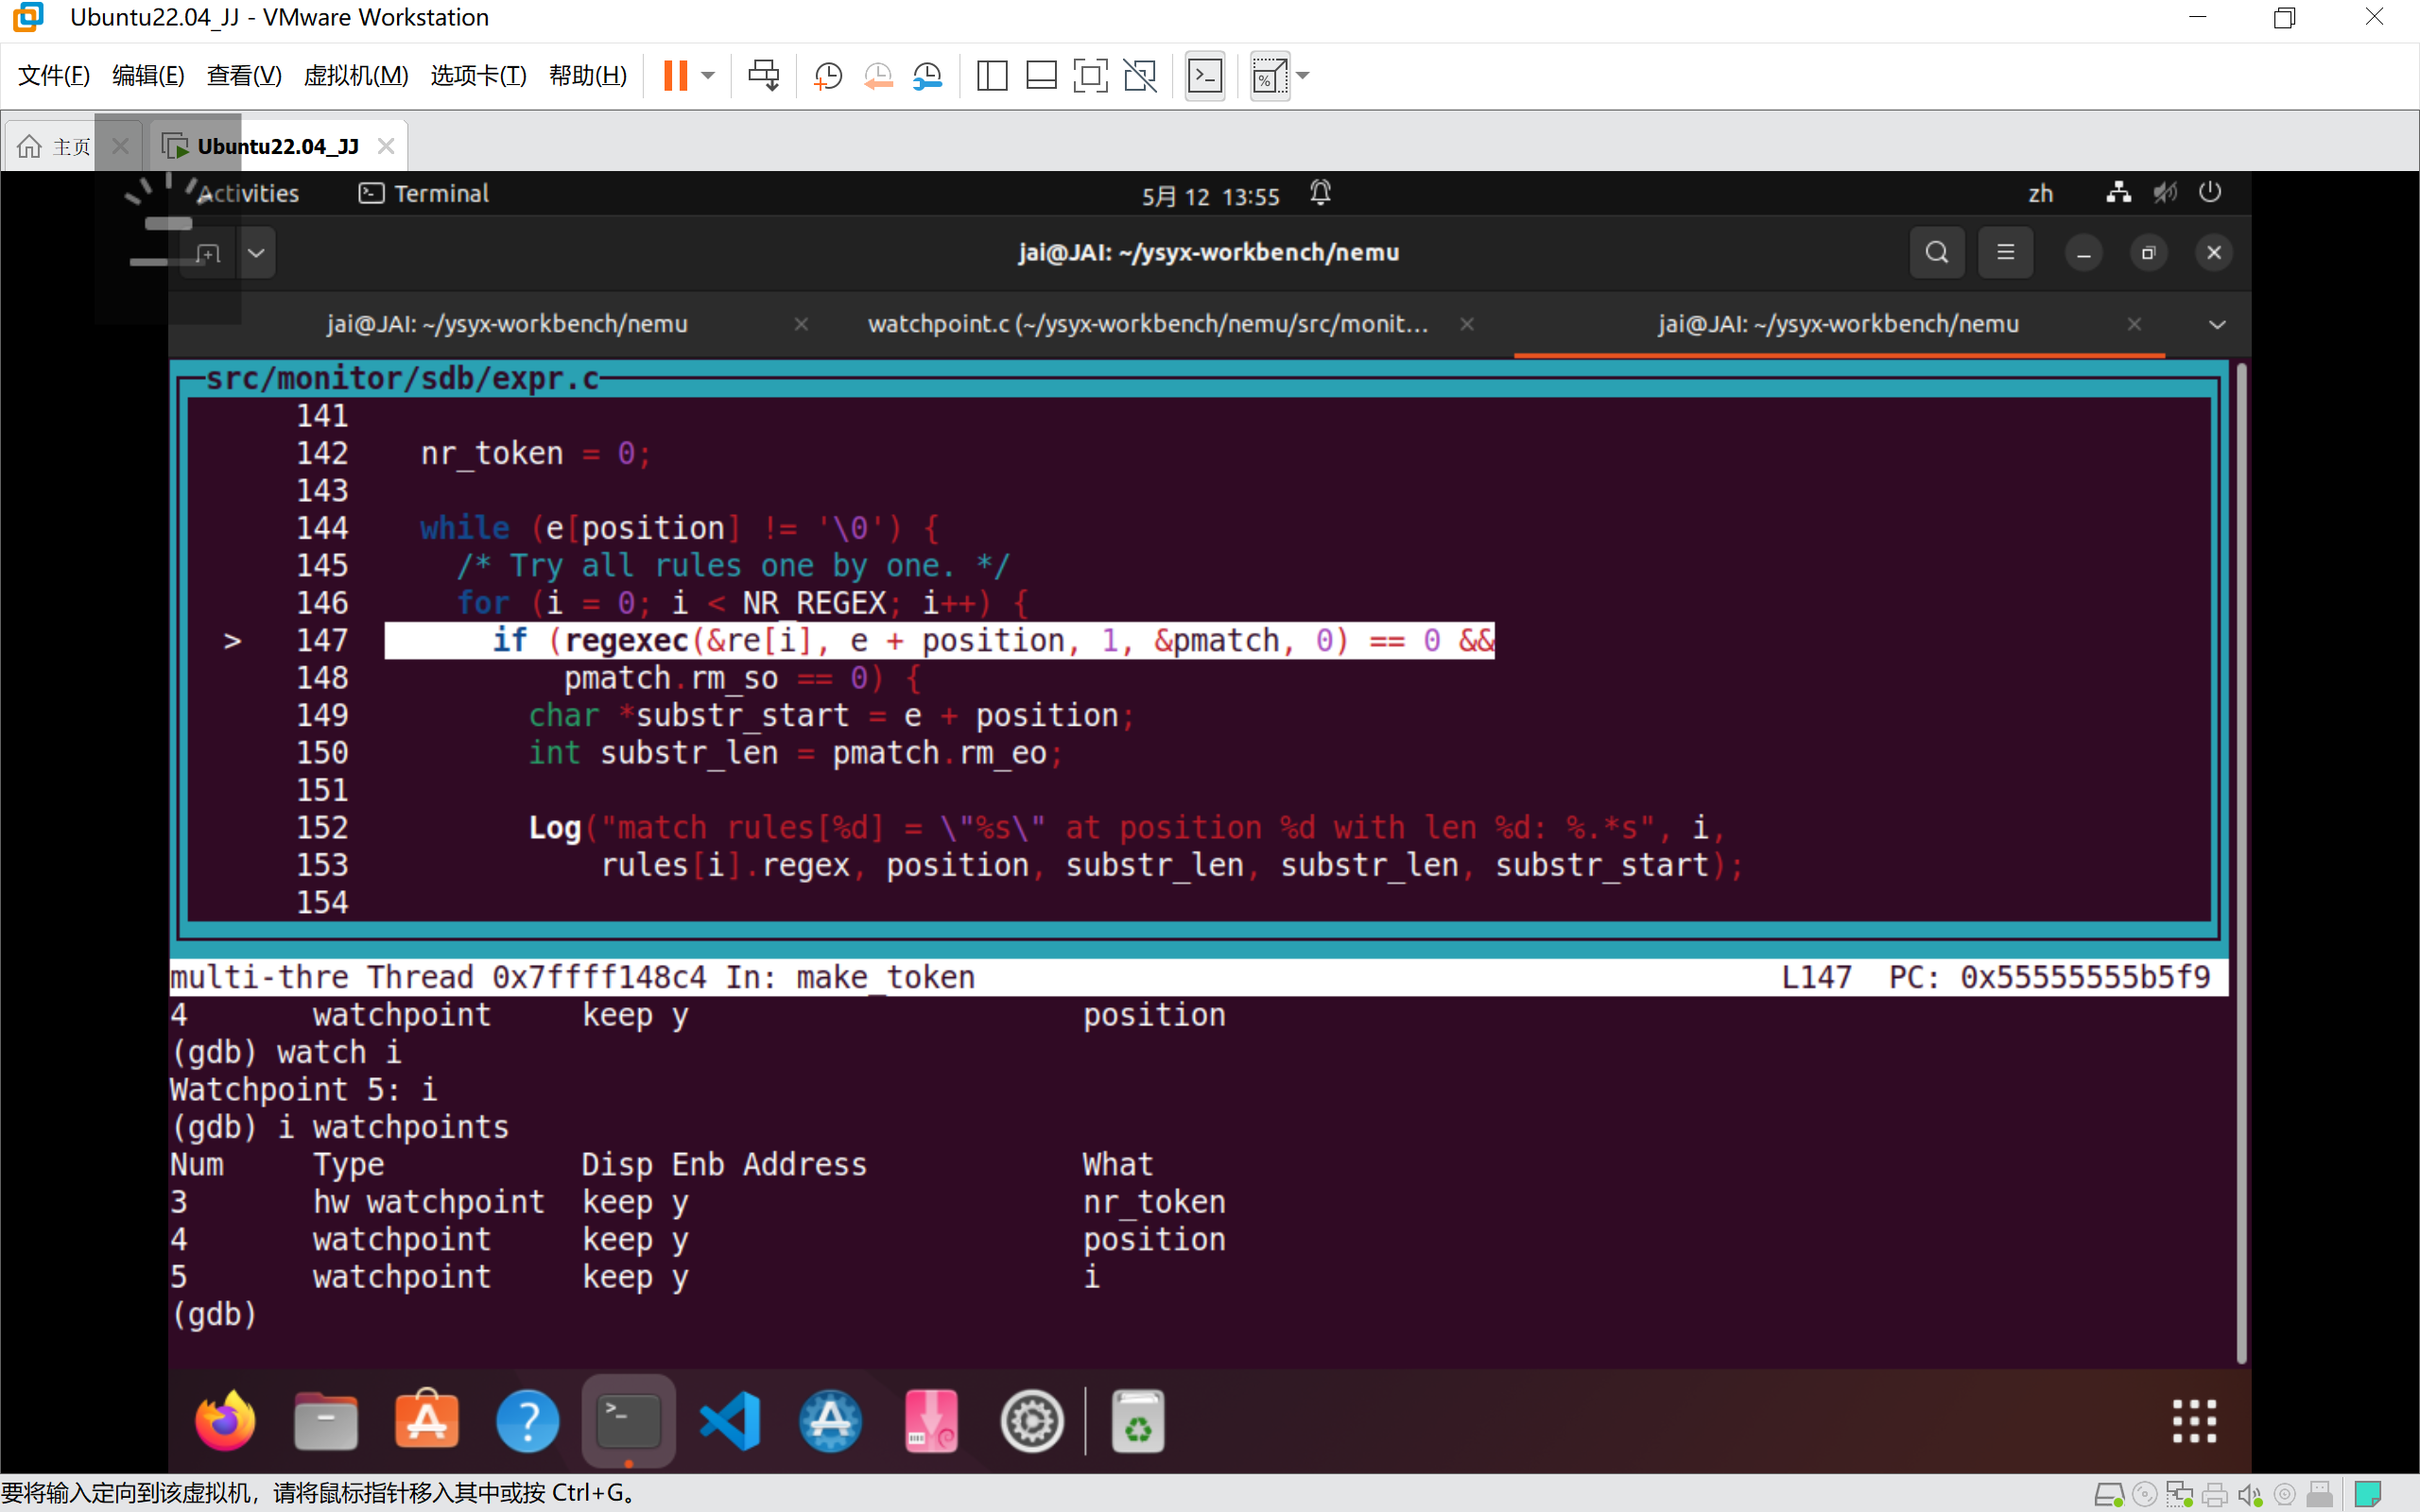 Ubuntu22.04_JJ - VMware Workstation
文件(F) 编辑(E) 查看(V) 虚拟机(M) 选项卡(T) 帮助(H)
主页 Ubuntu22.04_JJ
Activities Terminal 5月 12 13:55 zh
jai@JAI: ~/ysyx-workbench/nemu
jai@JAI: ~/ysyx-workbench/nemu watchpoint.c (~/ysyx-workbench/nemu/src/monit... jai@JAI: ~/ysyx-workbench/nemu
src/monitor/sdb/expr.c
141
142 nr_token = 0;
143
144 while (e[position] != '\0') {
145 /* Try all rules one by one. */
146 for (i = 0; i < NR_REGEX; i++) {
> 147 if (regexec(&re[i], e + position, 1, &pmatch, 0) == 0 &&
148 pmatch.rm_so == 0) {
149 char *substr_start = e + position;
150 int substr_len = pmatch.rm_eo;
151
152 Log("match rules[%d] = \"%s\" at position %d with len %d: %.*s", i,
153 rules[i].regex, position, substr_len, substr_len, substr_start);
154
multi-thre Thread 0x7ffff148c4 In: make_token L147 PC: 0x55555555b5f9
4 watchpoint keep y position
(gdb) watch i
Watchpoint 5: i
(gdb) i watchpoints
Num Type Disp Enb Address What
3 hw watchpoint keep y nr_token
4 watchpoint keep y position
5 watchpoint keep y i
(gdb)
要将输入定向到该虚拟机，请将鼠标指针移入其中或按 Ctrl+G。